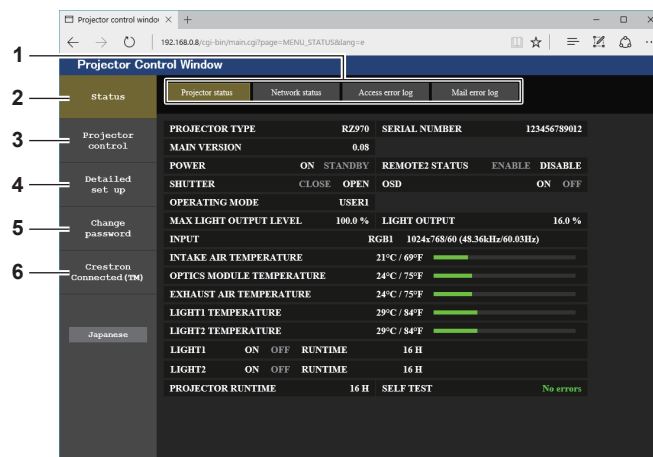 Projector control window × +
192.168.0.8/cgi-bin/main.cgi?page=MENU_STATUS&lang=e
Projector Control Window
1
2 Status
Projector status Network status Access error log Mail error log
3 Projector control
4 Detailed set up
5 Change password
6 Crestron Connected(TM)
Japanese
PROJECTOR TYPE RZ970 SERIAL NUMBER 123456789012
MAIN VERSION 0.08
POWER ON STANDBY REMOTE2 STATUS ENABLE DISABLE
SHUTTER CLOSE OPEN OSD ON OFF
OPERATING MODE USER1
MAX LIGHT OUTPUT LEVEL 100.0 % LIGHT OUTPUT 16.0 %
INPUT RGB1 1024x768/60 (48.36kHz/60.03Hz)
INTAKE AIR TEMPERATURE 21°C / 69°F
OPTICS MODULE TEMPERATURE 24°C / 75°F
EXHAUST AIR TEMPERATURE 24°C / 75°F
LIGHT1 TEMPERATURE 29°C / 84°F
LIGHT2 TEMPERATURE 29°C / 84°F
LIGHT1 ON OFF RUNTIME 16 H
LIGHT2 ON OFF RUNTIME 16 H
PROJECTOR RUNTIME 16 H SELF TEST No errors